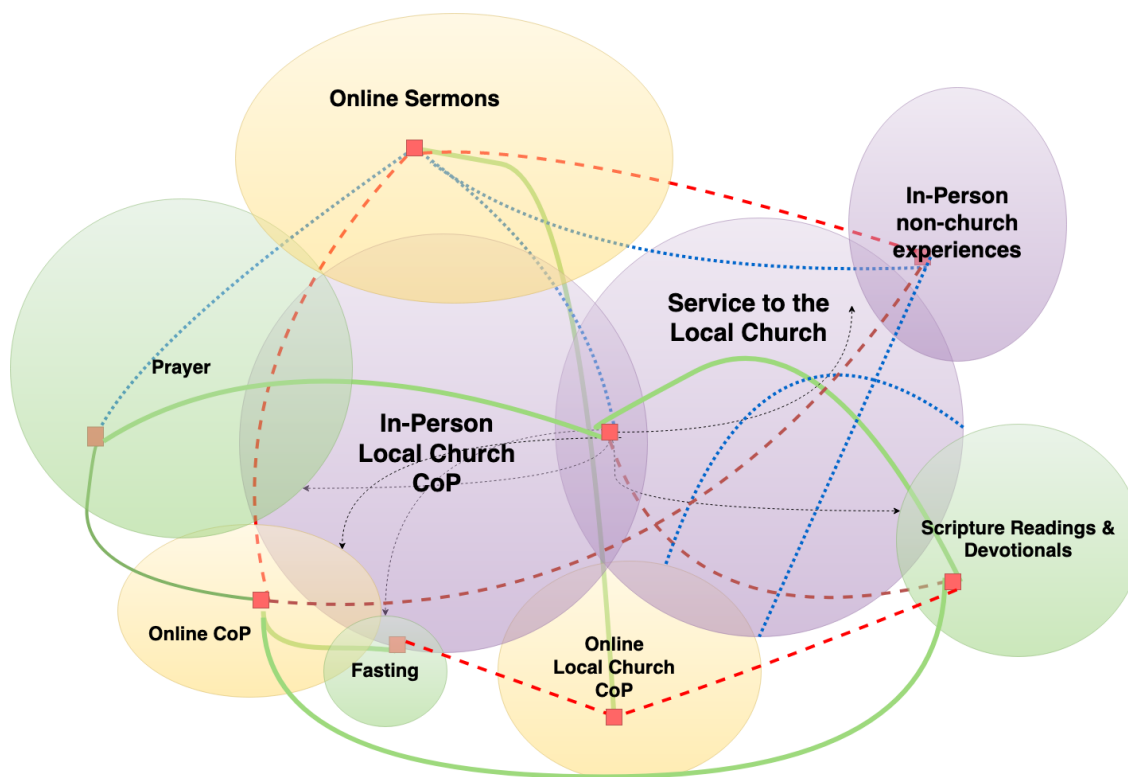 Online Sermons
In-Person
non-church
experiences
Service to the
Local Church
Prayer
In-Person
Local Church
CoP
Scripture Readings &
Devotionals
Online CoP
Online
Local Church
CoP
Fasting